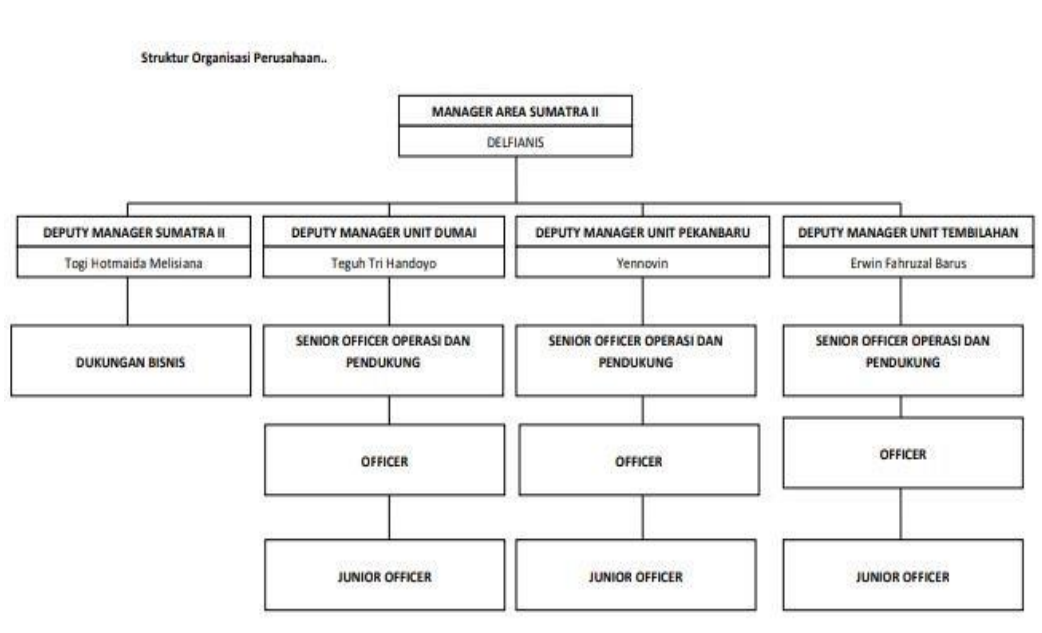 Struktur Organisasi Perusahaan..
MANAGER AREA SUMATRA II
DELFIANIS
DEPUTY MANAGER SUMATRA II
Togi Hotmaida Melisiana
DEPUTY MANAGER UNIT DUMAI
Teguh Tri Handoyo
DEPUTY MANAGER UNIT PEKANBARU
Yennovin
DEPUTY MANAGER UNIT TEMBILAHAN
Erwin Fahruzal Barus
DUKUNGAN BISNIS
SENIOR OFFICER OPERASI DAN
PENDUKUNG
SENIOR OFFICER OPERASI DAN
PENDUKUNG
SENIOR OFFICER OPERASI DAN
PENDUKUNG
OFFICER
OFFICER
OFFICER
JUNIOR OFFICER
JUNIOR OFFICER
JUNIOR OFFICER